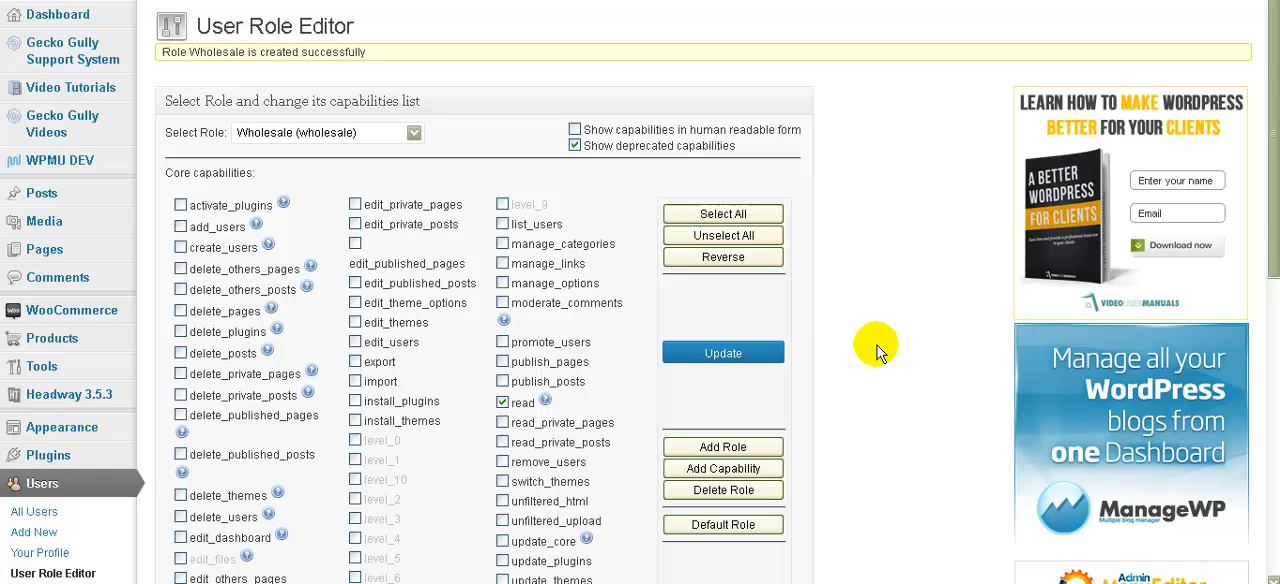 Dashboard
Gecko Gully
Support System
Video Tutorials
Gecko Gully
Videos
WPMU DEV
Posts
Media
Pages
Comments
WooCommerce
Products
Tools
Headway 3.5.3
Appearance
Plugins
Users
All Users
Add New
Your Profile
User Role Editor
User Role Editor
Role Wholesale is created successfully
Select Role and change its capabilities list
Select Role: Wholesale (wholesale)
Show capabilities in human readable form
Show deprecated capabilities
Core capabilities:
activate_plugins
add_users
create_users
delete_others_pages
delete_others_posts
delete_pages
delete_plugins
delete_posts
delete_private_pages
delete_private_posts
delete_published_pages
delete_published_posts
delete_themes
delete_users
edit_dashboard
edit_files
edit_others_pages
edit_private_pages
edit_private_posts
edit_published_pages
edit_published_posts
edit_theme_options
edit_themes
edit_users
export
import
install_plugins
install_themes
level_0
level_1
level_10
level_2
level_3
level_4
level_5
level_6
level_9
list_users
manage_categories
manage_links
manage_options
moderate_comments
promote_users
publish_pages
publish_posts
read
read_private_pages
read_private_posts
remove_users
switch_themes
unfiltered_html
unfiltered_upload
update_core
update_plugins
update_themes
Select All
Unselect All
Reverse
Update
Add Role
Add Capability
Delete Role
Default Role
LEARN HOW TO MAKE WORDPRESS
BETTER FOR YOUR CLIENTS
A BETTER
WORDPRESS
FOR CLIENTS
Enter your name
Email
Download now
VIDEOUSERMANUALS
Manage all your
WordPress
blogs from
one Dashboard
ManageWP
Multiple blog manager
Admin